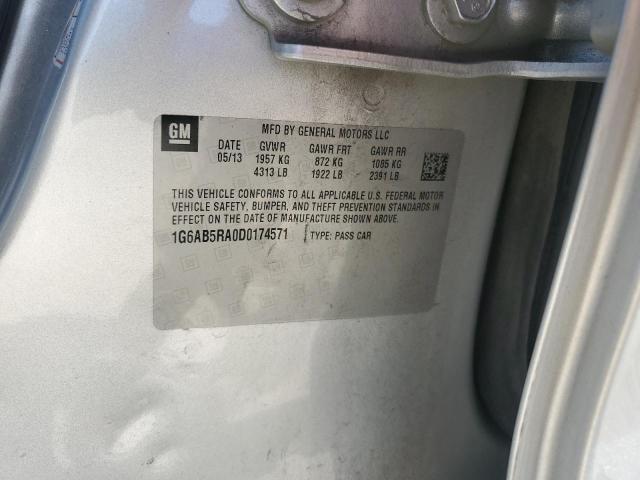 GM
MFD BY GENERAL MOTORS LLC
DATE GVWR GAWR FRT GAWR RR
05/13 1957 KG 872 KG 1085 KG
4313 LB 1922 LB 2391 LB
THIS VEHICLE CONFORMS TO ALL APPLICABLE U.S. FEDERAL MOTOR
VEHICLE SAFETY, BUMPER, AND THEFT PREVENTION STANDARDS IN
EFFECT ON THE DATE OF MANUFACTURE SHOWN ABOVE.
1G6AB5RA0D0174571 TYPE: PASS CAR